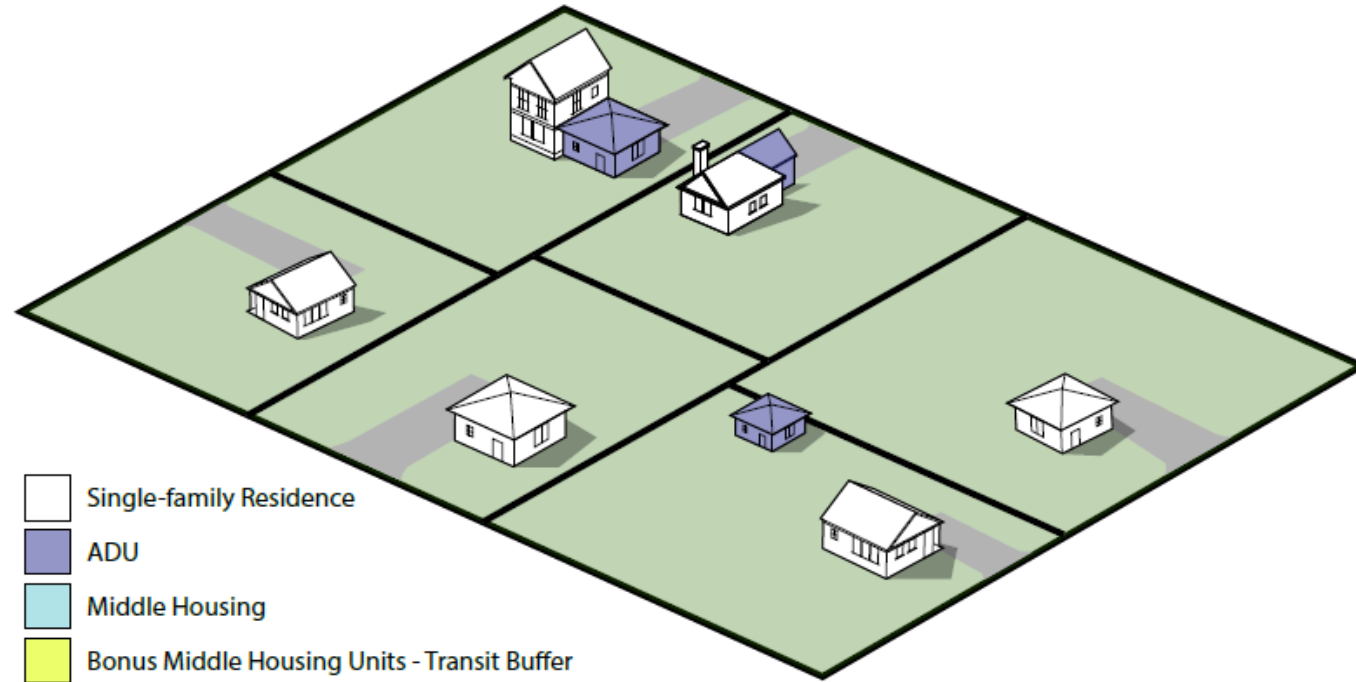 Single-family Residence
ADU
Middle Housing
Bonus Middle Housing Units - Transit Buffer